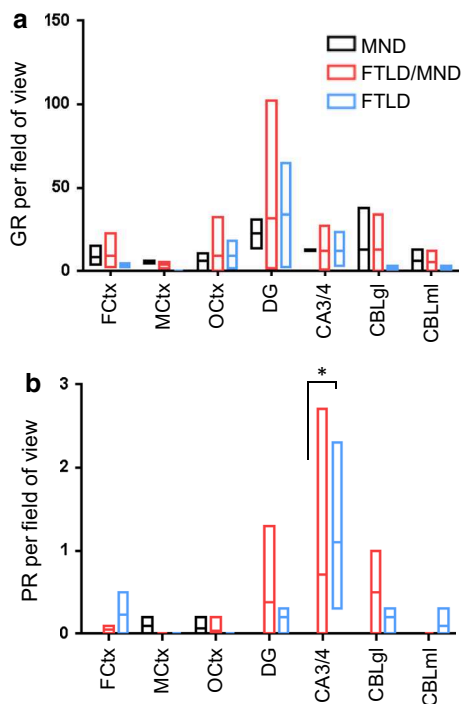 a
GR per field of view
150
100
50
0
MND
FTLD/MND
FTLD
FCtx
MCtx
OCtx
DG
CA3/4
CBLgl
CBLml
b
PR per field of view
3
2
1
0
*
FCtx
MCtx
OCtx
DG
CA3/4
CBLgl
CBLml